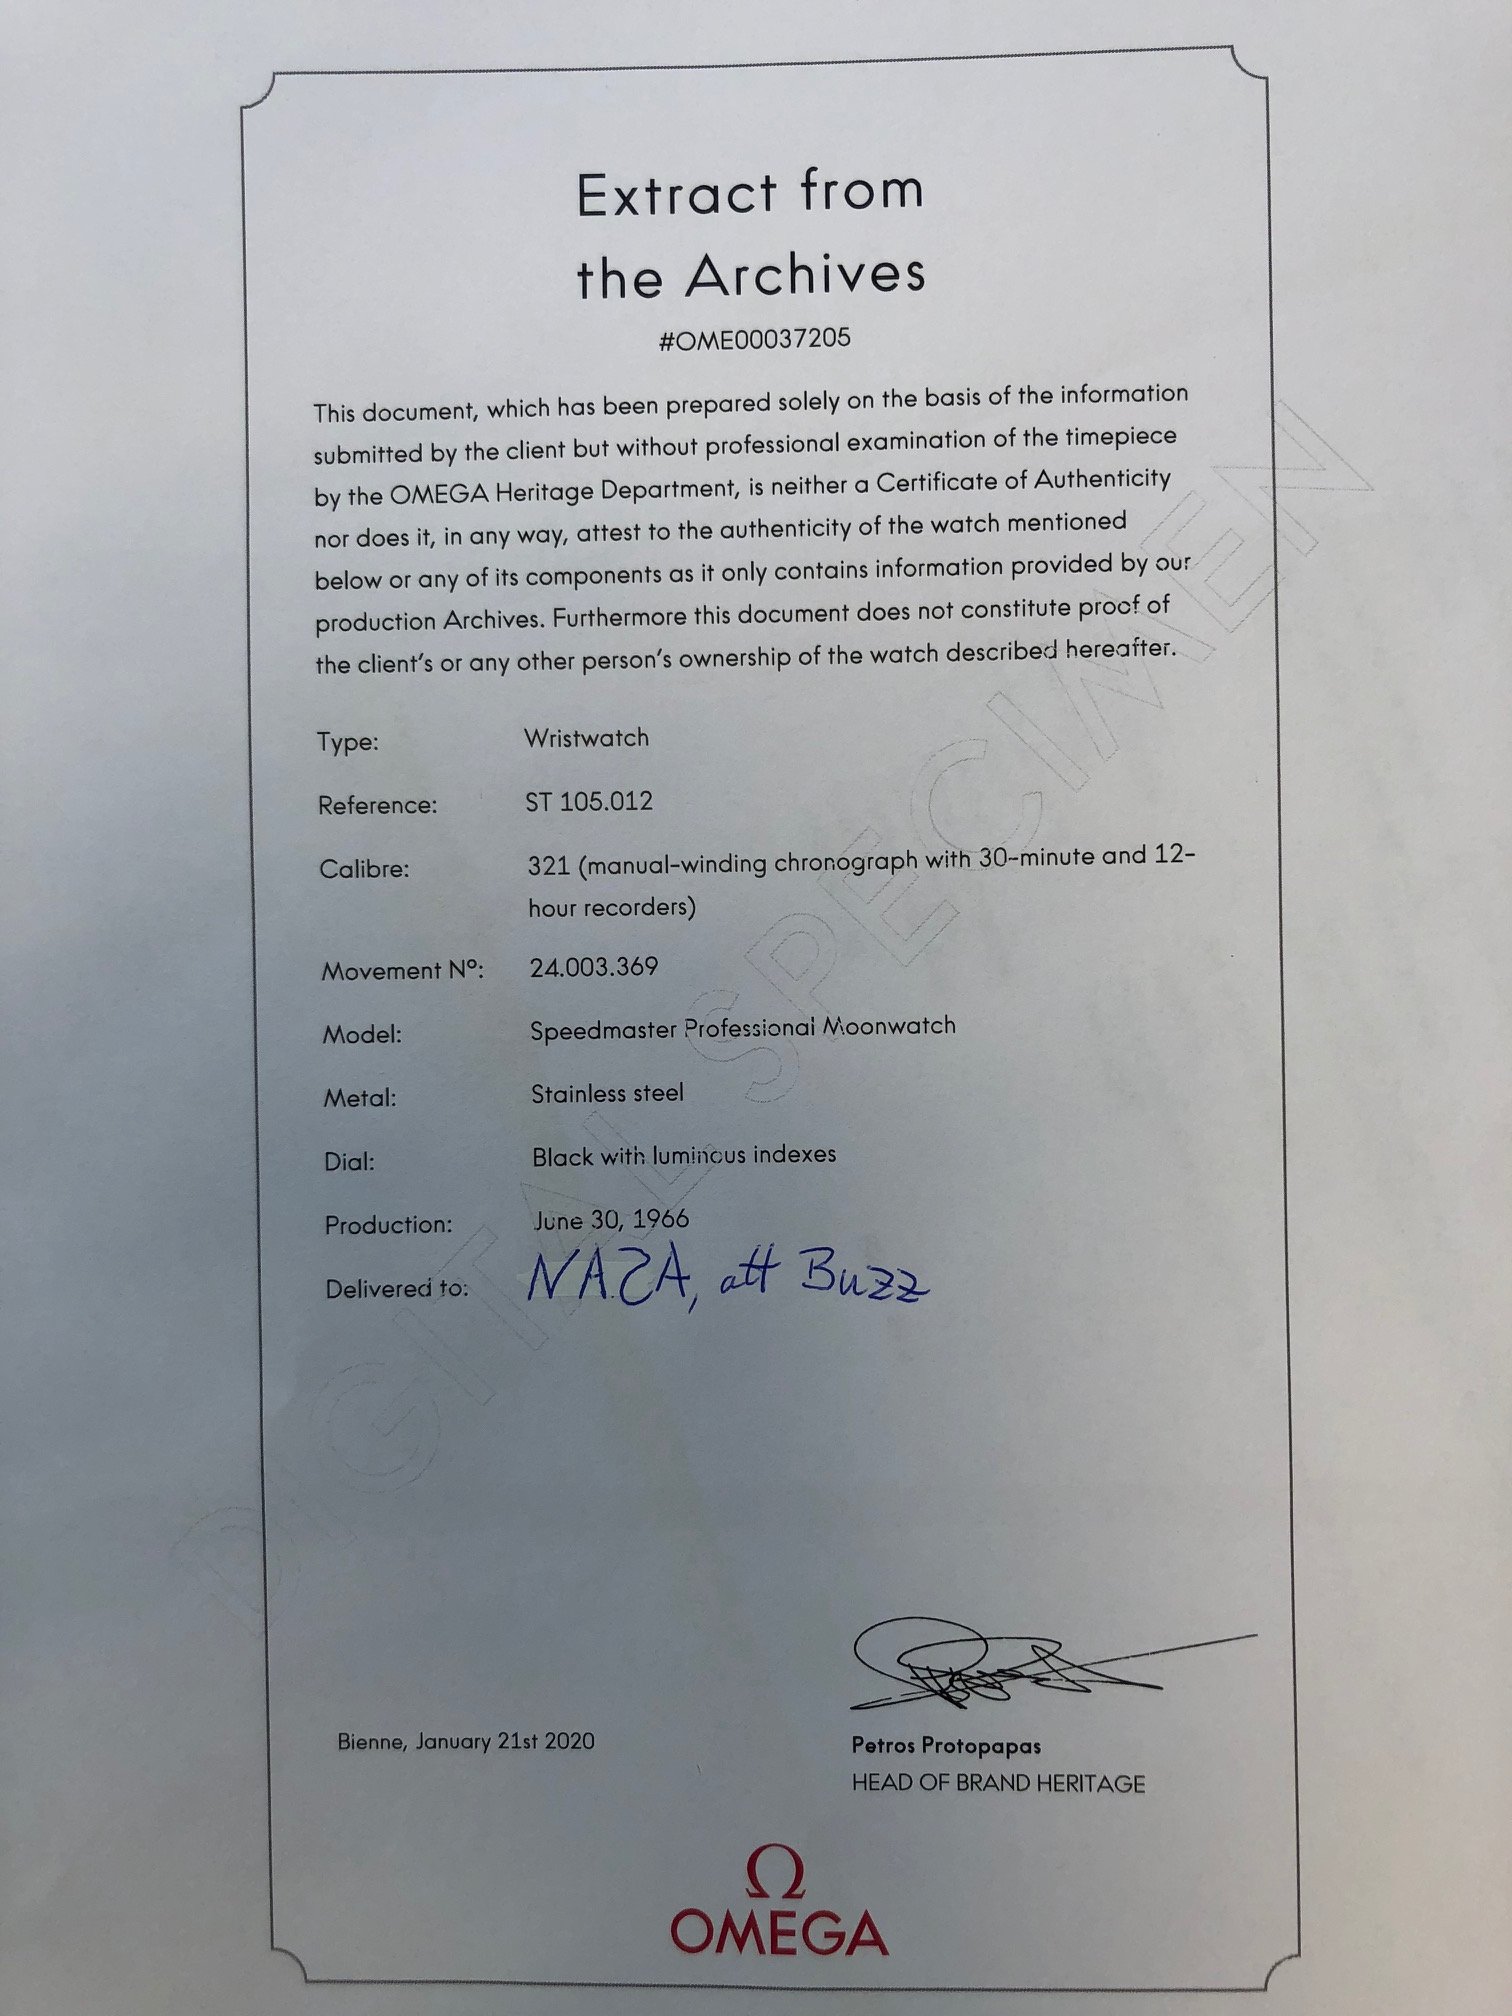 Extract from
the Archives
#OME00037205
This document, which has been prepared solely on the basis of the information
submitted by the client but without professional examination of the timepiece
by the OMEGA Heritage Department, is neither a Certificate of Authenticity
nor does it, in any way, attest to the authenticity of the watch mentioned
below or any of its components as it only contains information provided by our
production Archives. Furthermore this document does not constitute proof of
the client's or any other person's ownership of the watch described hereafter.
Type: Wristwatch
Reference: ST 105.012
Calibre: 321 (manual-winding chronograph with 30-minute and 12-
hour recorders)
Movement Nº: 24.003.369
Model: Speedmaster Professional Moonwatch
Metal: Stainless steel
Dial: Black with luminous indexes
Production: June 30, 1966
Delivered to: NASA, att Buzz
DIGITAL SPECIMEN
Bienne, January 21st 2020
Petros Protopapas
HEAD OF BRAND HERITAGE
Ω
OMEGA